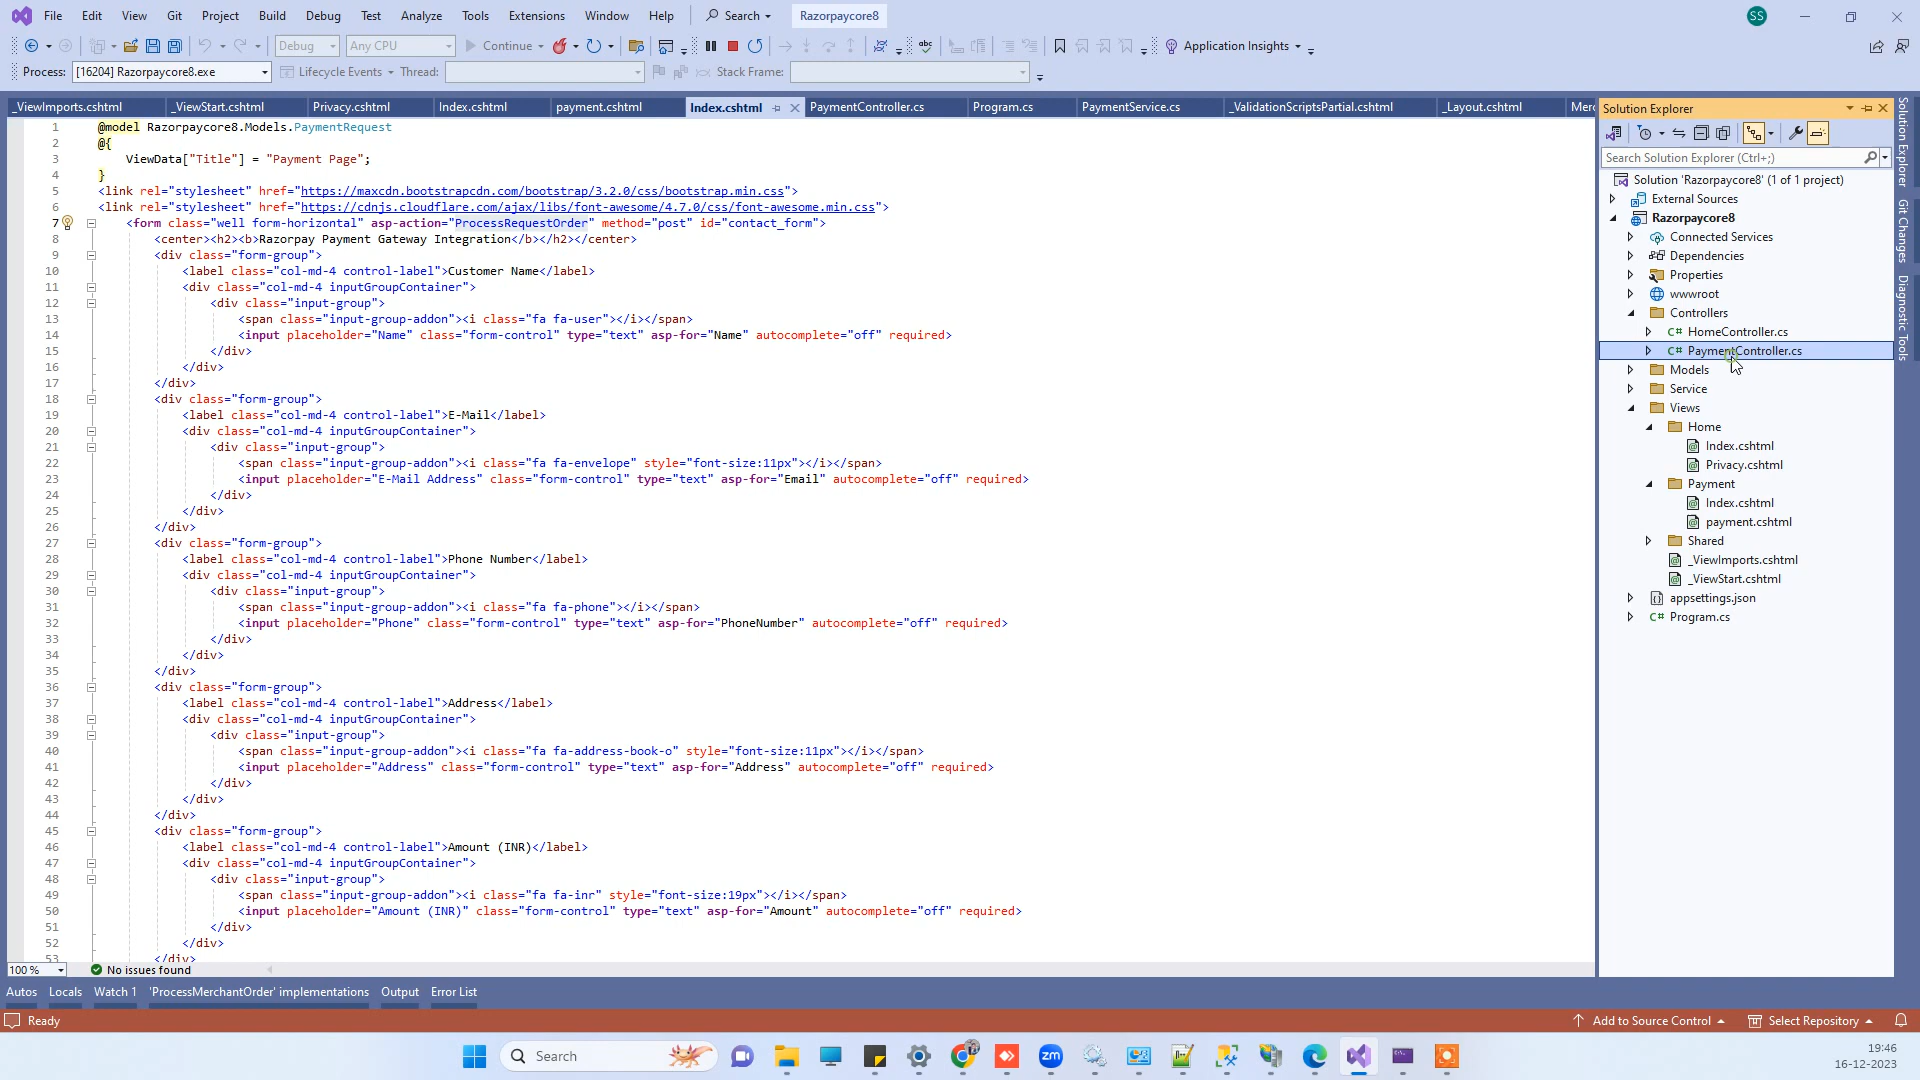 File Edit View Git Project Build Debug Test Analyze Tools Extensions Window Help Search Razorpaycore8 SS
Debug Any CPU Continue Application Insights
Process: [16204] Razorpaycore8.exe Lifecycle Events Thread: Stack Frame:
_ViewImports.cshtml _ViewStart.cshtml Privacy.cshtml Index.cshtml payment.cshtml Index.cshtml PaymentController.cs Program.cs PaymentService.cs _ValidationScriptsPartial.cshtml _Layout.cshtml Mer
1 @model Razorpaycore8.Models.PaymentRequest
2 @{
3 ViewData["Title"] = "Payment Page";
4 }
5 <link rel="stylesheet" href="https://maxcdn.bootstrapcdn.com/bootstrap/3.2.0/css/bootstrap.min.css">
6 <link rel="stylesheet" href="https://cdnjs.cloudflare.com/ajax/libs/font-awesome/4.7.0/css/font-awesome.min.css">
7 <form class="well form-horizontal" asp-action="ProcessRequestOrder" method="post" id="contact_form">
8 <center><h2><b>Razorpay Payment Gateway Integration</b></h2></center>
9 <div class="form-group">
10 <label class="col-md-4 control-label">Customer Name</label>
11 <div class="col-md-4 inputGroupContainer">
12 <div class="input-group">
13 <span class="input-group-addon"><i class="fa fa-user"></i></span>
14 <input placeholder="Name" class="form-control" type="text" asp-for="Name" autocomplete="off" required>
15 </div>
16 </div>
17 </div>
18 <div class="form-group">
19 <label class="col-md-4 control-label">E-Mail</label>
20 <div class="col-md-4 inputGroupContainer">
21 <div class="input-group">
22 <span class="input-group-addon"><i class="fa fa-envelope" style="font-size:11px"></i></span>
23 <input placeholder="E-Mail Address" class="form-control" type="text" asp-for="Email" autocomplete="off" required>
24 </div>
25 </div>
26 </div>
27 <div class="form-group">
28 <label class="col-md-4 control-label">Phone Number</label>
29 <div class="col-md-4 inputGroupContainer">
30 <div class="input-group">
31 <span class="input-group-addon"><i class="fa fa-phone"></i></span>
32 <input placeholder="Phone" class="form-control" type="text" asp-for="PhoneNumber" autocomplete="off" required>
33 </div>
34 </div>
35 </div>
36 <div class="form-group">
37 <label class="col-md-4 control-label">Address</label>
38 <div class="col-md-4 inputGroupContainer">
39 <div class="input-group">
40 <span class="input-group-addon"><i class="fa fa-address-book-o" style="font-size:11px"></i></span>
41 <input placeholder="Address" class="form-control" type="text" asp-for="Address" autocomplete="off" required>
42 </div>
43 </div>
44 </div>
45 <div class="form-group">
46 <label class="col-md-4 control-label">Amount (INR)</label>
47 <div class="col-md-4 inputGroupContainer">
48 <div class="input-group">
49 <span class="input-group-addon"><i class="fa fa-inr" style="font-size:19px"></i></span>
50 <input placeholder="Amount (INR)" class="form-control" type="text" asp-for="Amount" autocomplete="off" required>
51 </div>
52 </div>
53 </div>
100 % No issues found
Solution Explorer
Search Solution Explorer (Ctrl+;)
Solution 'Razorpaycore8' (1 of 1 project)
External Sources
Razorpaycore8
Connected Services
Dependencies
Properties
wwwroot
Controllers
C# HomeController.cs
C# PaymentController.cs
Models
Service
Views
Home
Index.cshtml
Privacy.cshtml
Payment
Index.cshtml
payment.cshtml
Shared
_ViewImports.cshtml
_ViewStart.cshtml
appsettings.json
C# Program.cs
Solution Explorer
Git Changes
Diagnostic Tools
Autos Locals Watch 1 'ProcessMerchantOrder' implementations Output Error List
Ready Add to Source Control Select Repository
Search zm 19:46
16-12-2023